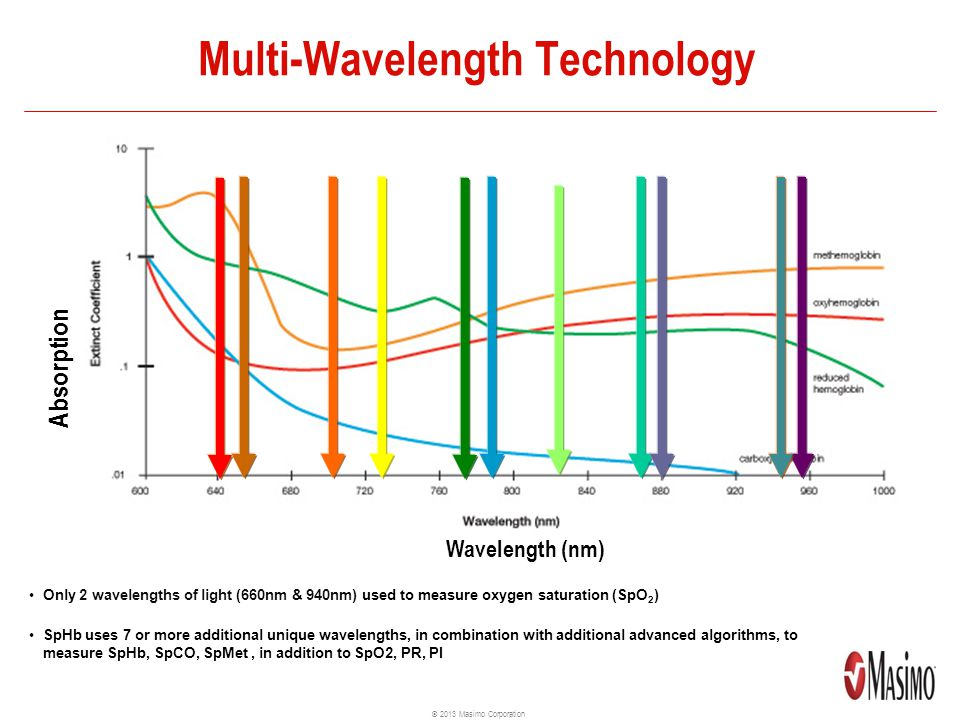 Multi-Wavelength Technology
Absorption
Extinct Coefficient
10
1
.1
.01
methemoglobin
oxyhemoglobin
reduced
hemoglobin
600 640 680 720 760 800 840 880 920 960 1000
Wavelength (nm)
Wavelength (nm)
• Only 2 wavelengths of light (660nm & 940nm) used to measure oxygen saturation (SpO₂)
• SpHb uses 7 or more additional unique wavelengths, in combination with additional advanced algorithms, to
measure SpHb, SpCO, SpMet , in addition to SpO2, PR, PI
Masimo
© 2013 Masimo Corporation